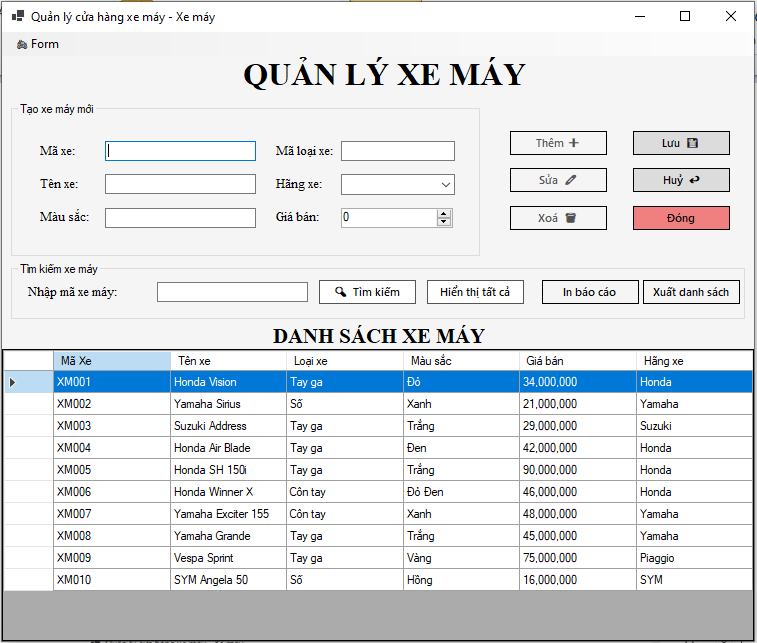 Quản lý cửa hàng xe máy - Xe máy
Form
QUẢN LÝ XE MÁY
Tạo xe máy mới
Mã xe:
Mã loại xe:
Tên xe:
Hãng xe:
Màu sắc:
Giá bán: 0
Thêm
Lưu
Sửa
Huỷ
Xoá
Đóng
Tìm kiếm xe máy
Nhập mã xe máy:
Tìm kiếm
Hiển thị tất cả
In báo cáo
Xuất danh sách
DANH SÁCH XE MÁY
Mã Xe Tên xe Loại xe Màu sắc Giá bán Hãng xe
XM001 Honda Vision Tay ga Đỏ 34,000,000 Honda
XM002 Yamaha Sirius Số Xanh 21,000,000 Yamaha
XM003 Suzuki Address Tay ga Trắng 29,000,000 Suzuki
XM004 Honda Air Blade Tay ga Đen 42,000,000 Honda
XM005 Honda SH 150i Tay ga Trắng 90,000,000 Honda
XM006 Honda Winner X Côn tay Đỏ Đen 46,000,000 Honda
XM007 Yamaha Exciter 155 Côn tay Xanh 48,000,000 Yamaha
XM008 Yamaha Grande Tay ga Trắng 45,000,000 Yamaha
XM009 Vespa Sprint Tay ga Vàng 75,000,000 Piaggio
XM010 SYM Angela 50 Số Hồng 16,000,000 SYM